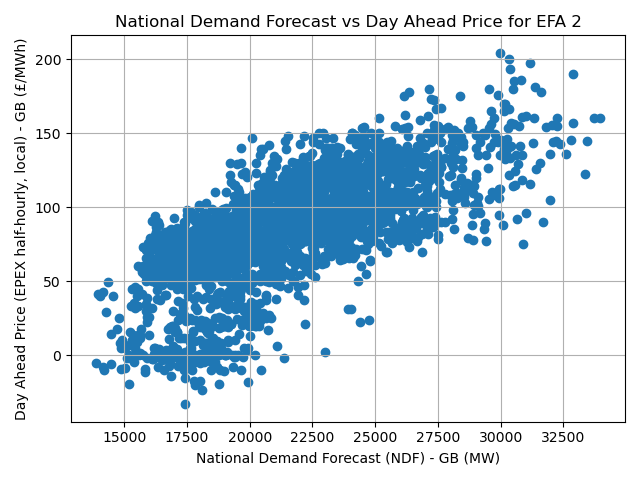 National Demand Forecast vs Day Ahead Price for EFA 2
Day Ahead Price (EPEX half-hourly, local) - GB (£/MWh)
200
150
100
50
0
15000 17500 20000 22500 25000 27500 30000 32500
National Demand Forecast (NDF) - GB (MW)